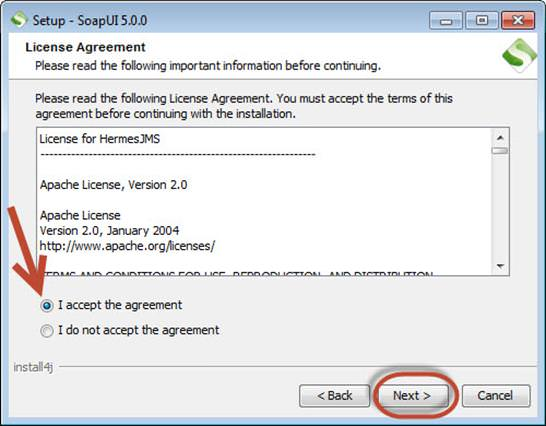 Setup - SoapUI 5.0.0
License Agreement
Please read the following important information before continuing.
Please read the following License Agreement. You must accept the terms of this
agreement before continuing with the installation.
License for HermesJMS
----------------------------------------------------------------
Apache License, Version 2.0
Apache License
Version 2.0, January 2004
http://www.apache.org/licenses/
TERMS AND CONDITIONS FOR USE, REPRODUCTION, AND DISTRIBUTION
I accept the agreement
I do not accept the agreement
install4j
< Back Next > Cancel